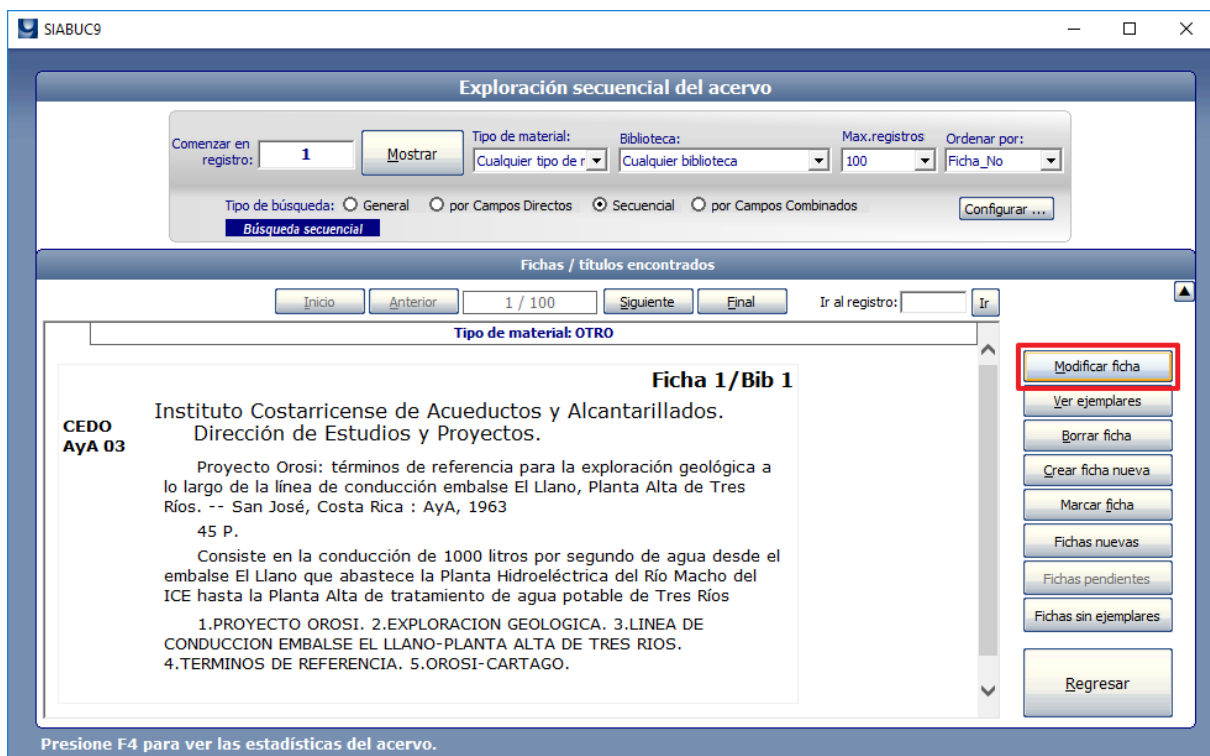 SIABUC9
Exploración secuencial del acervo
Comenzar en
registro:
1
Mostrar
Tipo de material:
Cualquier tipo de r
Biblioteca:
Cualquier biblioteca
Max.registros
100
Ordenar por:
Ficha_No
Tipo de búsqueda: General por Campos Directos Secuencial por Campos Combinados
Configurar ...
Búsqueda secuencial
Fichas / títulos encontrados
Inicio Anterior 1 / 100 Siguiente Final Ir al registro: Ir
Tipo de material: OTRO
Ficha 1/Bib 1
CEDO
AyA 03
Instituto Costarricense de Acueductos y Alcantarillados.
Dirección de Estudios y Proyectos.
Proyecto Orosi: términos de referencia para la exploración geológica a
lo largo de la línea de conducción embalse El Llano, Planta Alta de Tres
Ríos. -- San José, Costa Rica : AyA, 1963
45 P.
Consiste en la conducción de 1000 litros por segundo de agua desde el
embalse El Llano que abastece la Planta Hidroeléctrica del Río Macho del
ICE hasta la Planta Alta de tratamiento de agua potable de Tres Ríos
1.PROYECTO OROSI. 2.EXPLORACION GEOLOGICA. 3.LINEA DE
CONDUCCION EMBALSE EL LLANO-PLANTA ALTA DE TRES RIOS.
4.TERMINOS DE REFERENCIA. 5.OROSI-CARTAGO.
Modificar ficha
Ver ejemplares
Borrar ficha
Crear ficha nueva
Marcar ficha
Fichas nuevas
Fichas pendientes
Fichas sin ejemplares
Regresar
Presione F4 para ver las estadísticas del acervo.